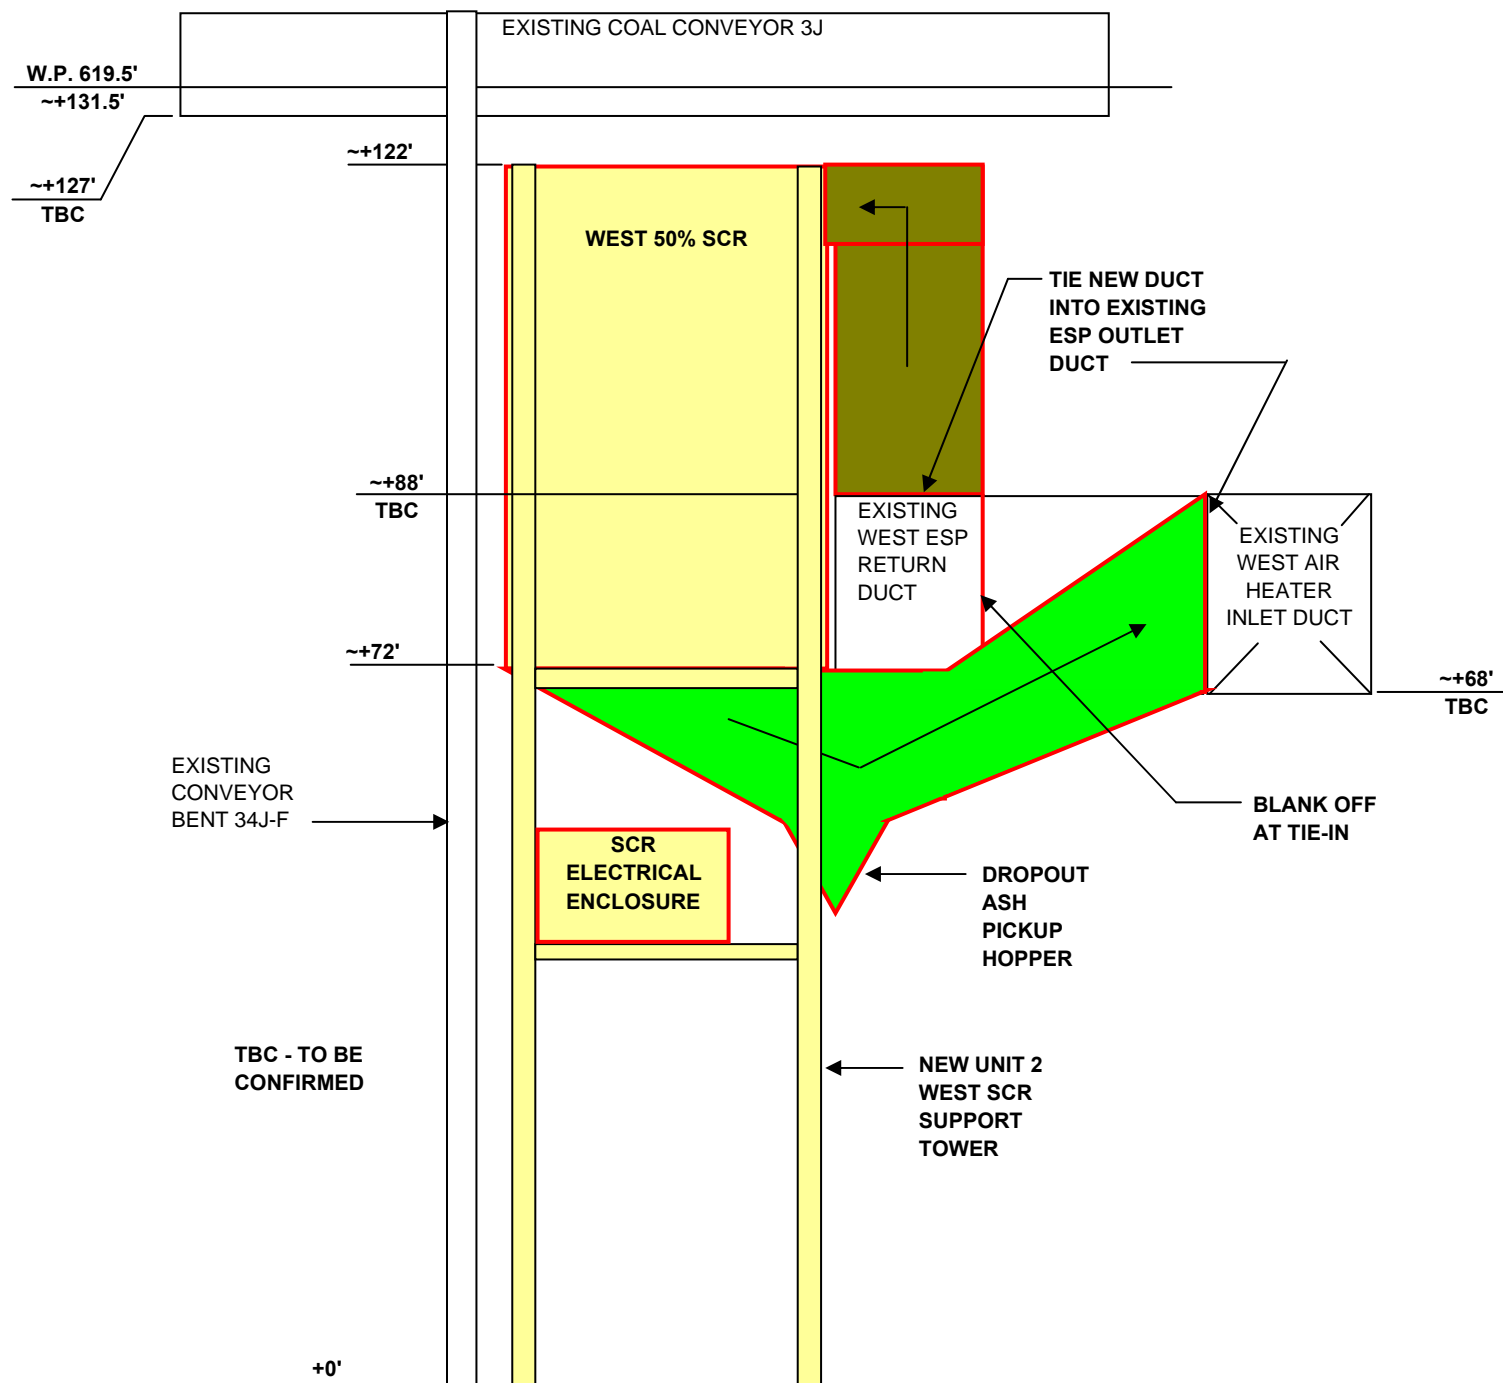 EXISTING COAL CONVEYOR 3J
W.P. 619.5'
~+131.5'
~+122'
~+127'
TBC
WEST 50% SCR
TIE NEW DUCT
INTO EXISTING
ESP OUTLET
DUCT
~+88'
TBC
EXISTING
WEST ESP
RETURN
DUCT
EXISTING
WEST AIR
HEATER
INLET DUCT
~+72'
~+68'
TBC
EXISTING
CONVEYOR
BENT 34J-F
BLANK OFF
AT TIE-IN
SCR
ELECTRICAL
ENCLOSURE
DROPOUT
ASH
PICKUP
HOPPER
TBC - TO BE
CONFIRMED
NEW UNIT 2
WEST SCR
SUPPORT
TOWER
+0'